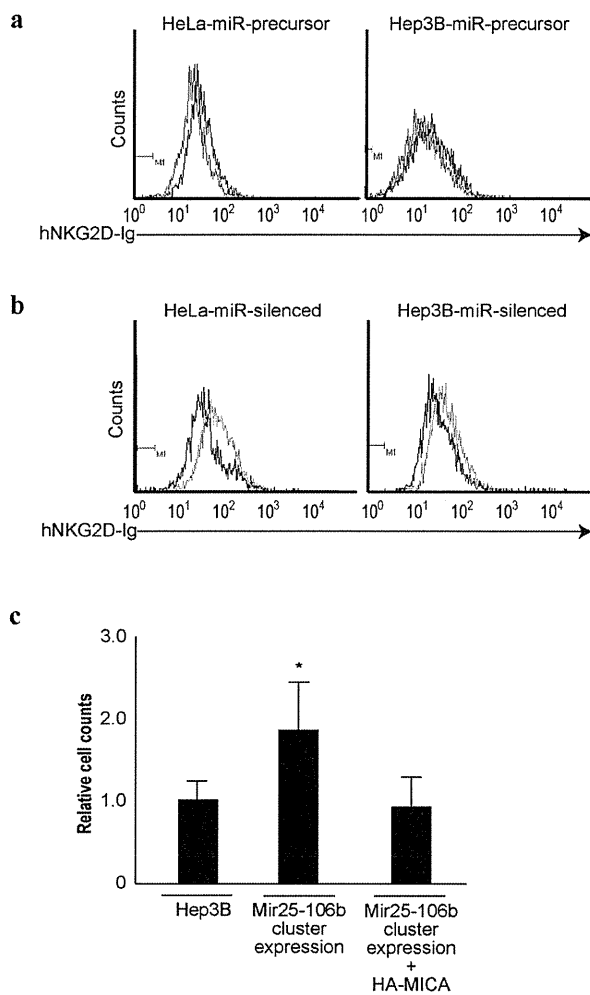 a
HeLa-miR-precursor
Hep3B-miR-precursor
Counts
M1
M1
10⁰ 10¹ 10² 10³ 10⁴
10⁰ 10¹ 10² 10³ 10⁴
hNKG2D-Ig
b
HeLa-miR-silenced
Hep3B-miR-silenced
Counts
M1
M1
10⁰ 10¹ 10² 10³ 10⁴
10⁰ 10¹ 10² 10³ 10⁴
hNKG2D-Ig
c
Relative cell counts
3.0
2.0
1.0
0
*
Hep3B
Mir25-106b
cluster
expression
Mir25-106b
cluster
expression
+
HA-MICA